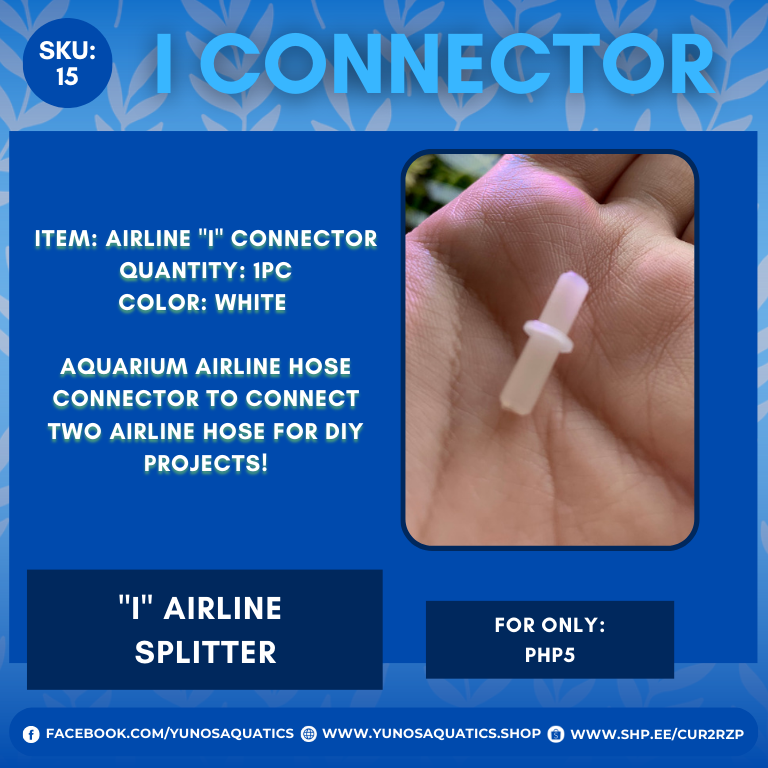 SKU:
15
I CONNECTOR
ITEM: AIRLINE "I" CONNECTOR
QUANTITY: 1PC
COLOR: WHITE
AQUARIUM AIRLINE HOSE
CONNECTOR TO CONNECT
TWO AIRLINE HOSE FOR DIY
PROJECTS!
"I" AIRLINE
SPLITTER
FOR ONLY:
PHP5
FACEBOOK.COM/YUNOSAQUATICS WWW.YUNOSAQUATICS.SHOP WWW.SHP.EE/CUR2RZP